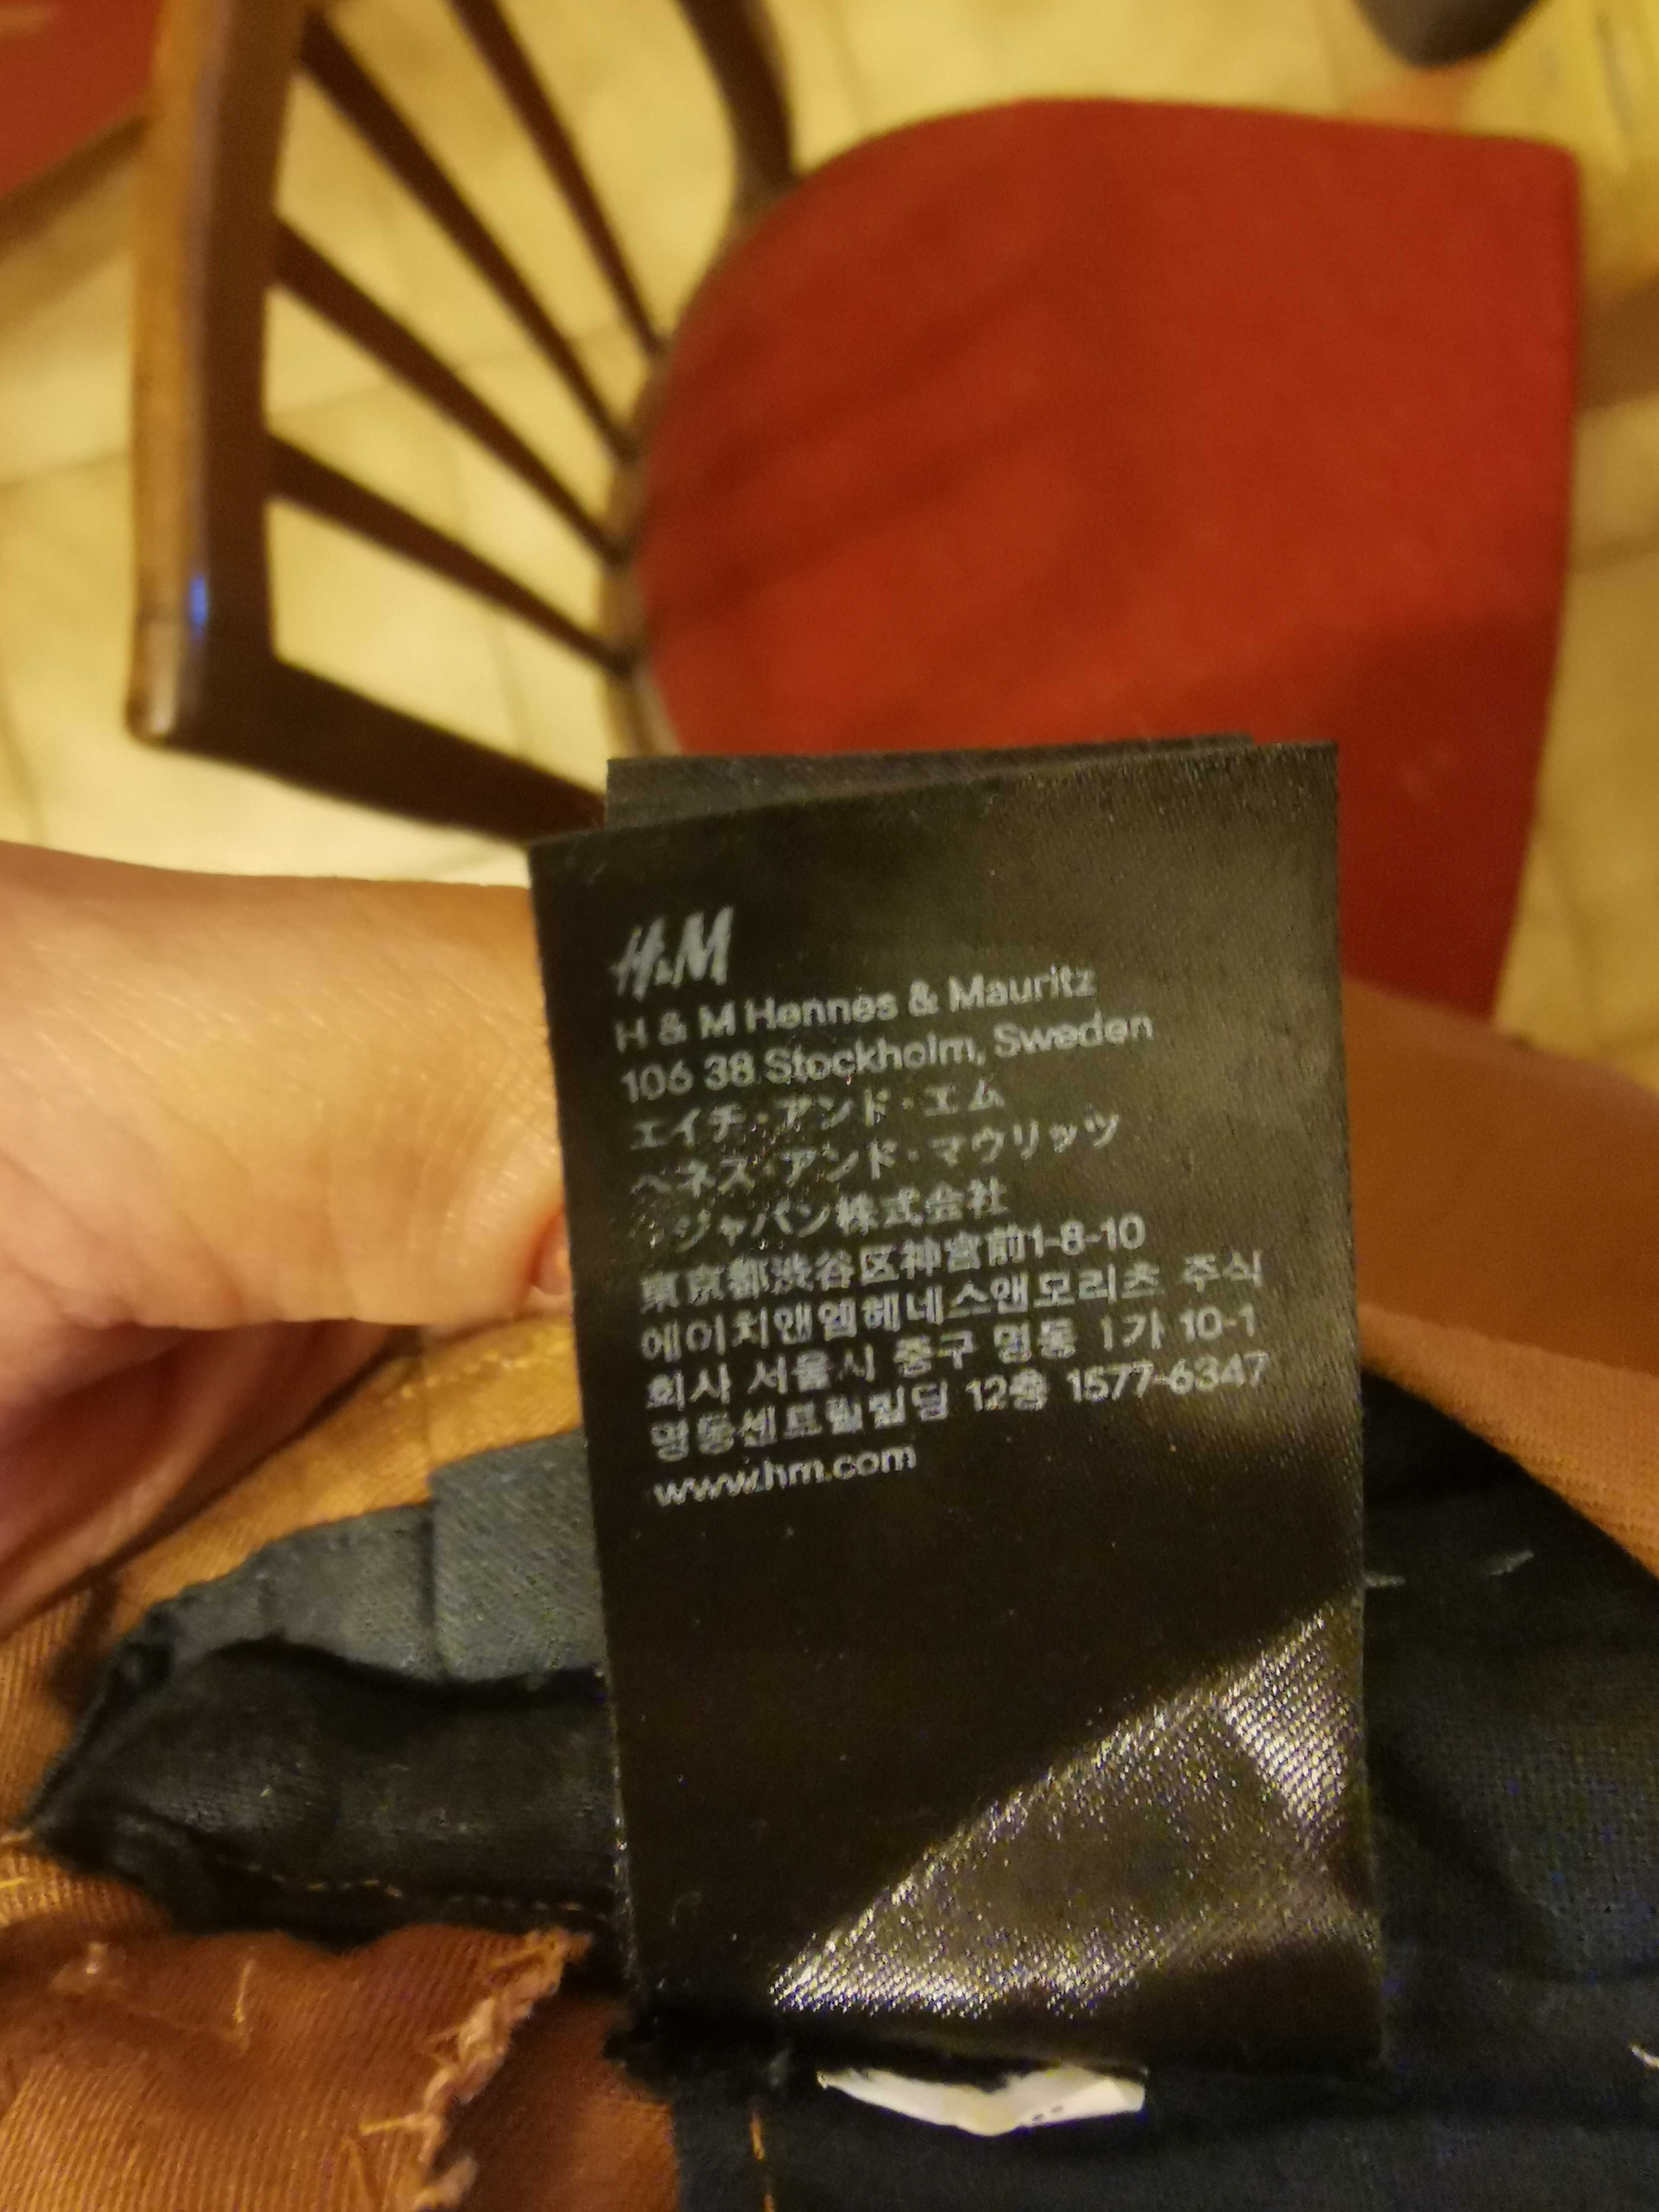 H&M
H & M Hennes & Mauritz
106 38 Stockholm, Sweden
エイチ・アンド・エム
ヘネス・アンド・マウリッツ
・ジャパン株式会社
東京都渋谷区神宮前1-8-10
에이치앤엠헤네스앤모리츠 주식
회사 서울시 중구 명동 1가 10-1
명동센트럴빌딩 12층 1577-6347
www.hm.com